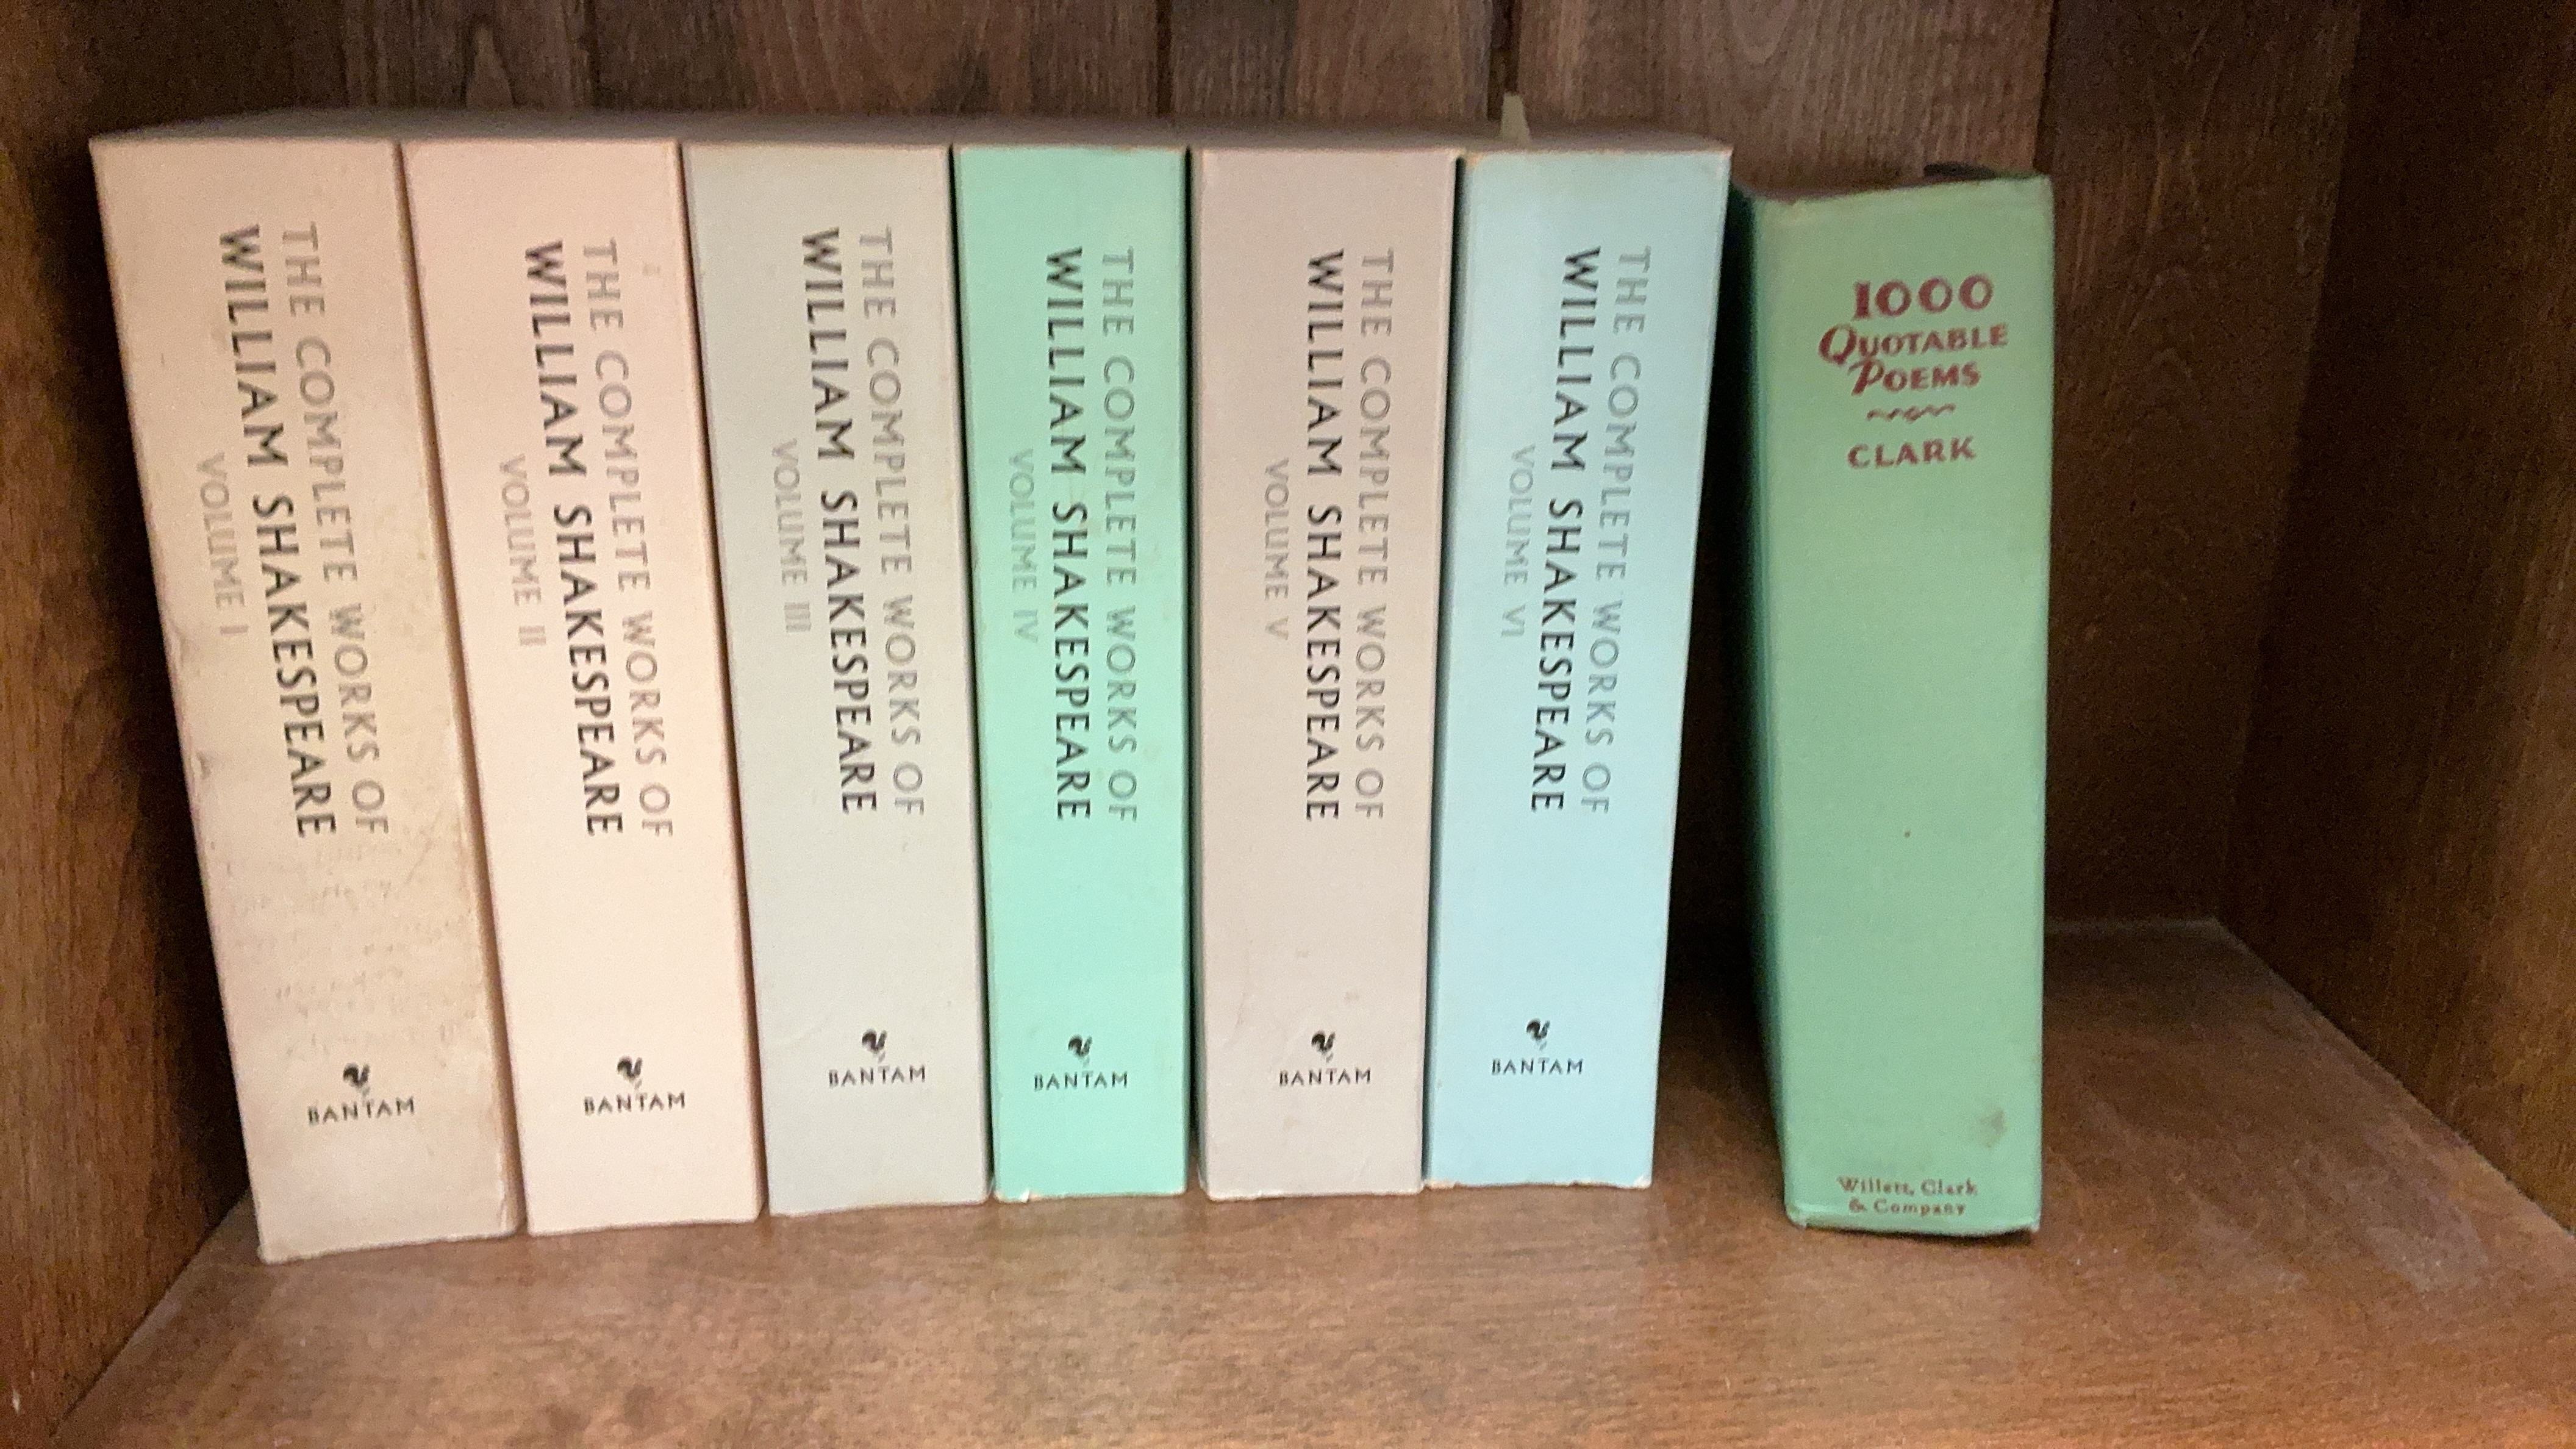 THE COMPLETE WORKS OF
WILLIAM SHAKESPEARE
VOLUME I
BANTAM
THE COMPLETE WORKS OF
WILLIAM SHAKESPEARE
VOLUME II
BANTAM
THE COMPLETE WORKS OF
WILLIAM SHAKESPEARE
VOLUME III
BANTAM
THE COMPLETE WORKS OF
WILLIAM SHAKESPEARE
VOLUME IV
BANTAM
THE COMPLETE WORKS OF
WILLIAM SHAKESPEARE
VOLUME V
BANTAM
THE COMPLETE WORKS OF
WILLIAM SHAKESPEARE
VOLUME VI
BANTAM
1000
QUOTABLE
POEMS
CLARK
Willett, Clark
& Company